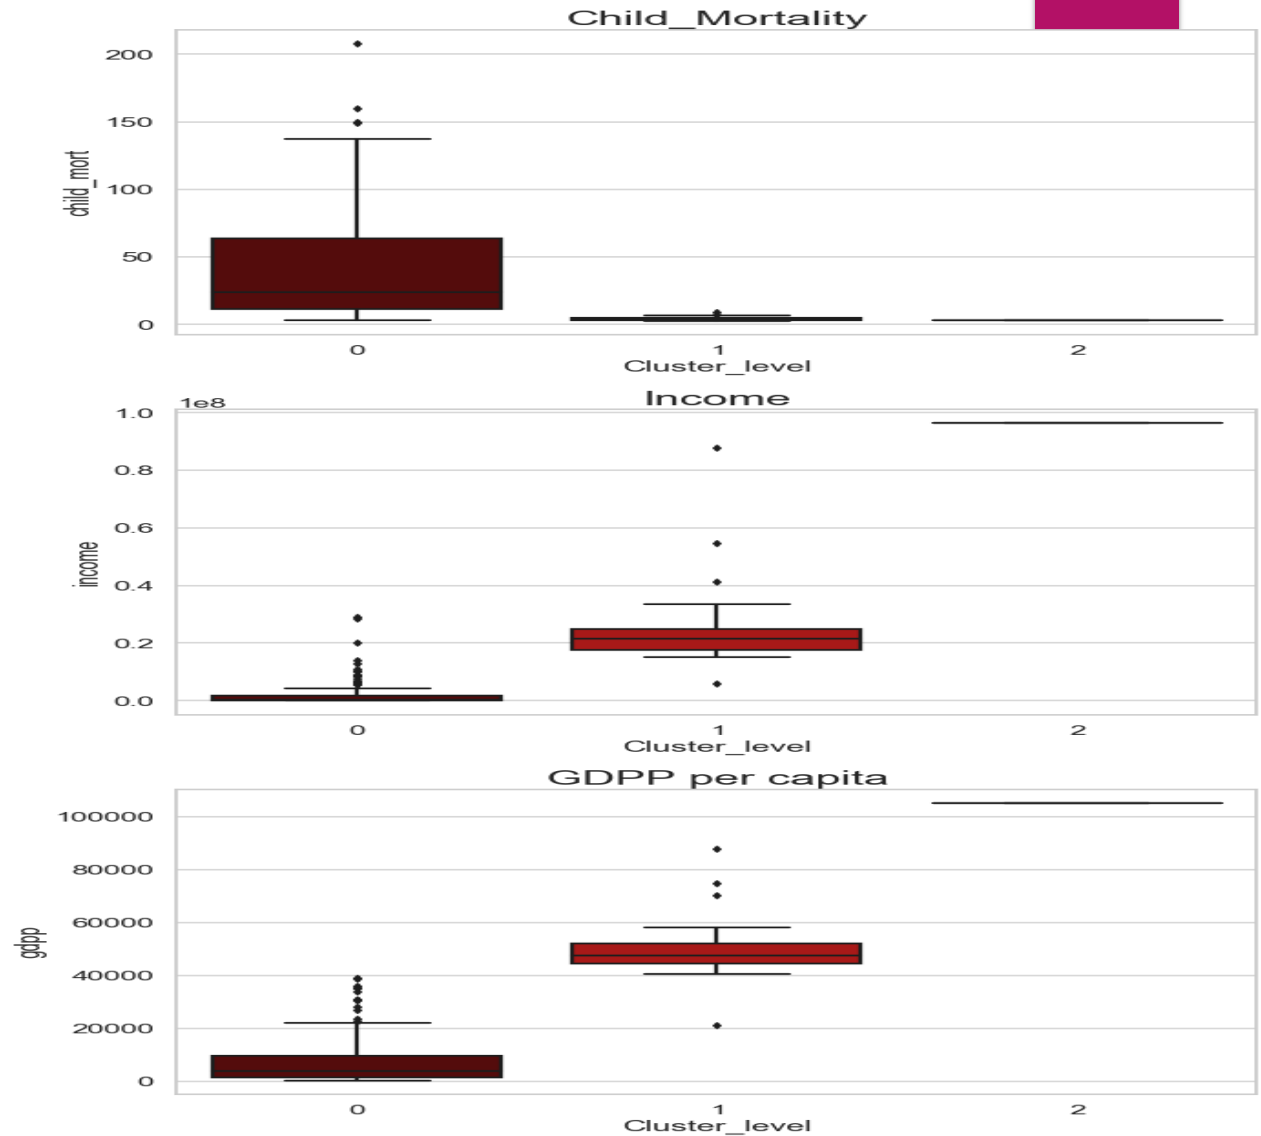 Child_Mortality
200
150
100
50
0
child_mort
0 1 2
Cluster_level
Income
1e8
1.0
0.8
0.6
0.4
0.2
0.0
income
0 1 2
Cluster_level
GDPP per capita
100000
80000
60000
40000
20000
0
gdpp
0 1 2
Cluster_level